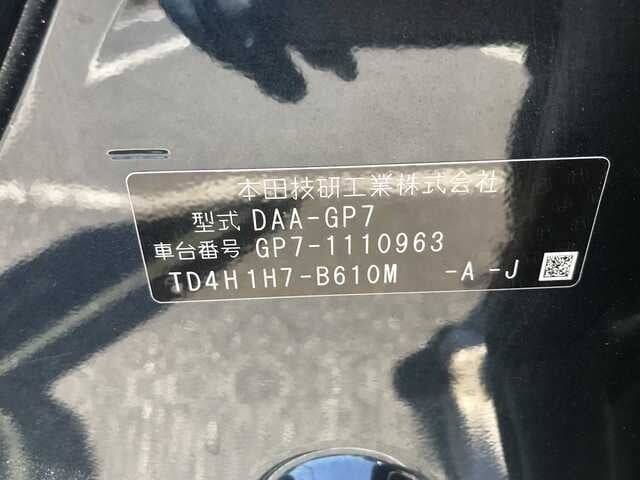 本田技研工業株式会社
型式 DAA-GP7
車台番号 GP7-1110963
TD4H1H7-B610M -A -J